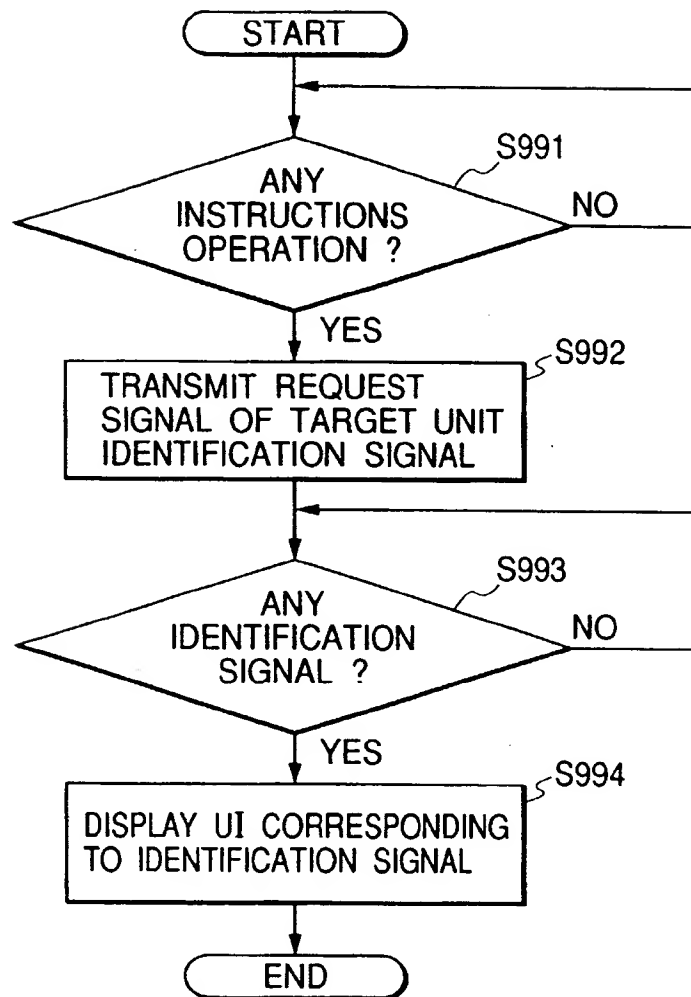 START
S991
ANY
INSTRUCTIONS
OPERATION ?
NO
YES
S992
TRANSMIT REQUEST
SIGNAL OF TARGET UNIT
IDENTIFICATION SIGNAL
S993
ANY
IDENTIFICATION
SIGNAL ?
NO
YES
S994
DISPLAY UI CORRESPONDING
TO IDENTIFICATION SIGNAL
END